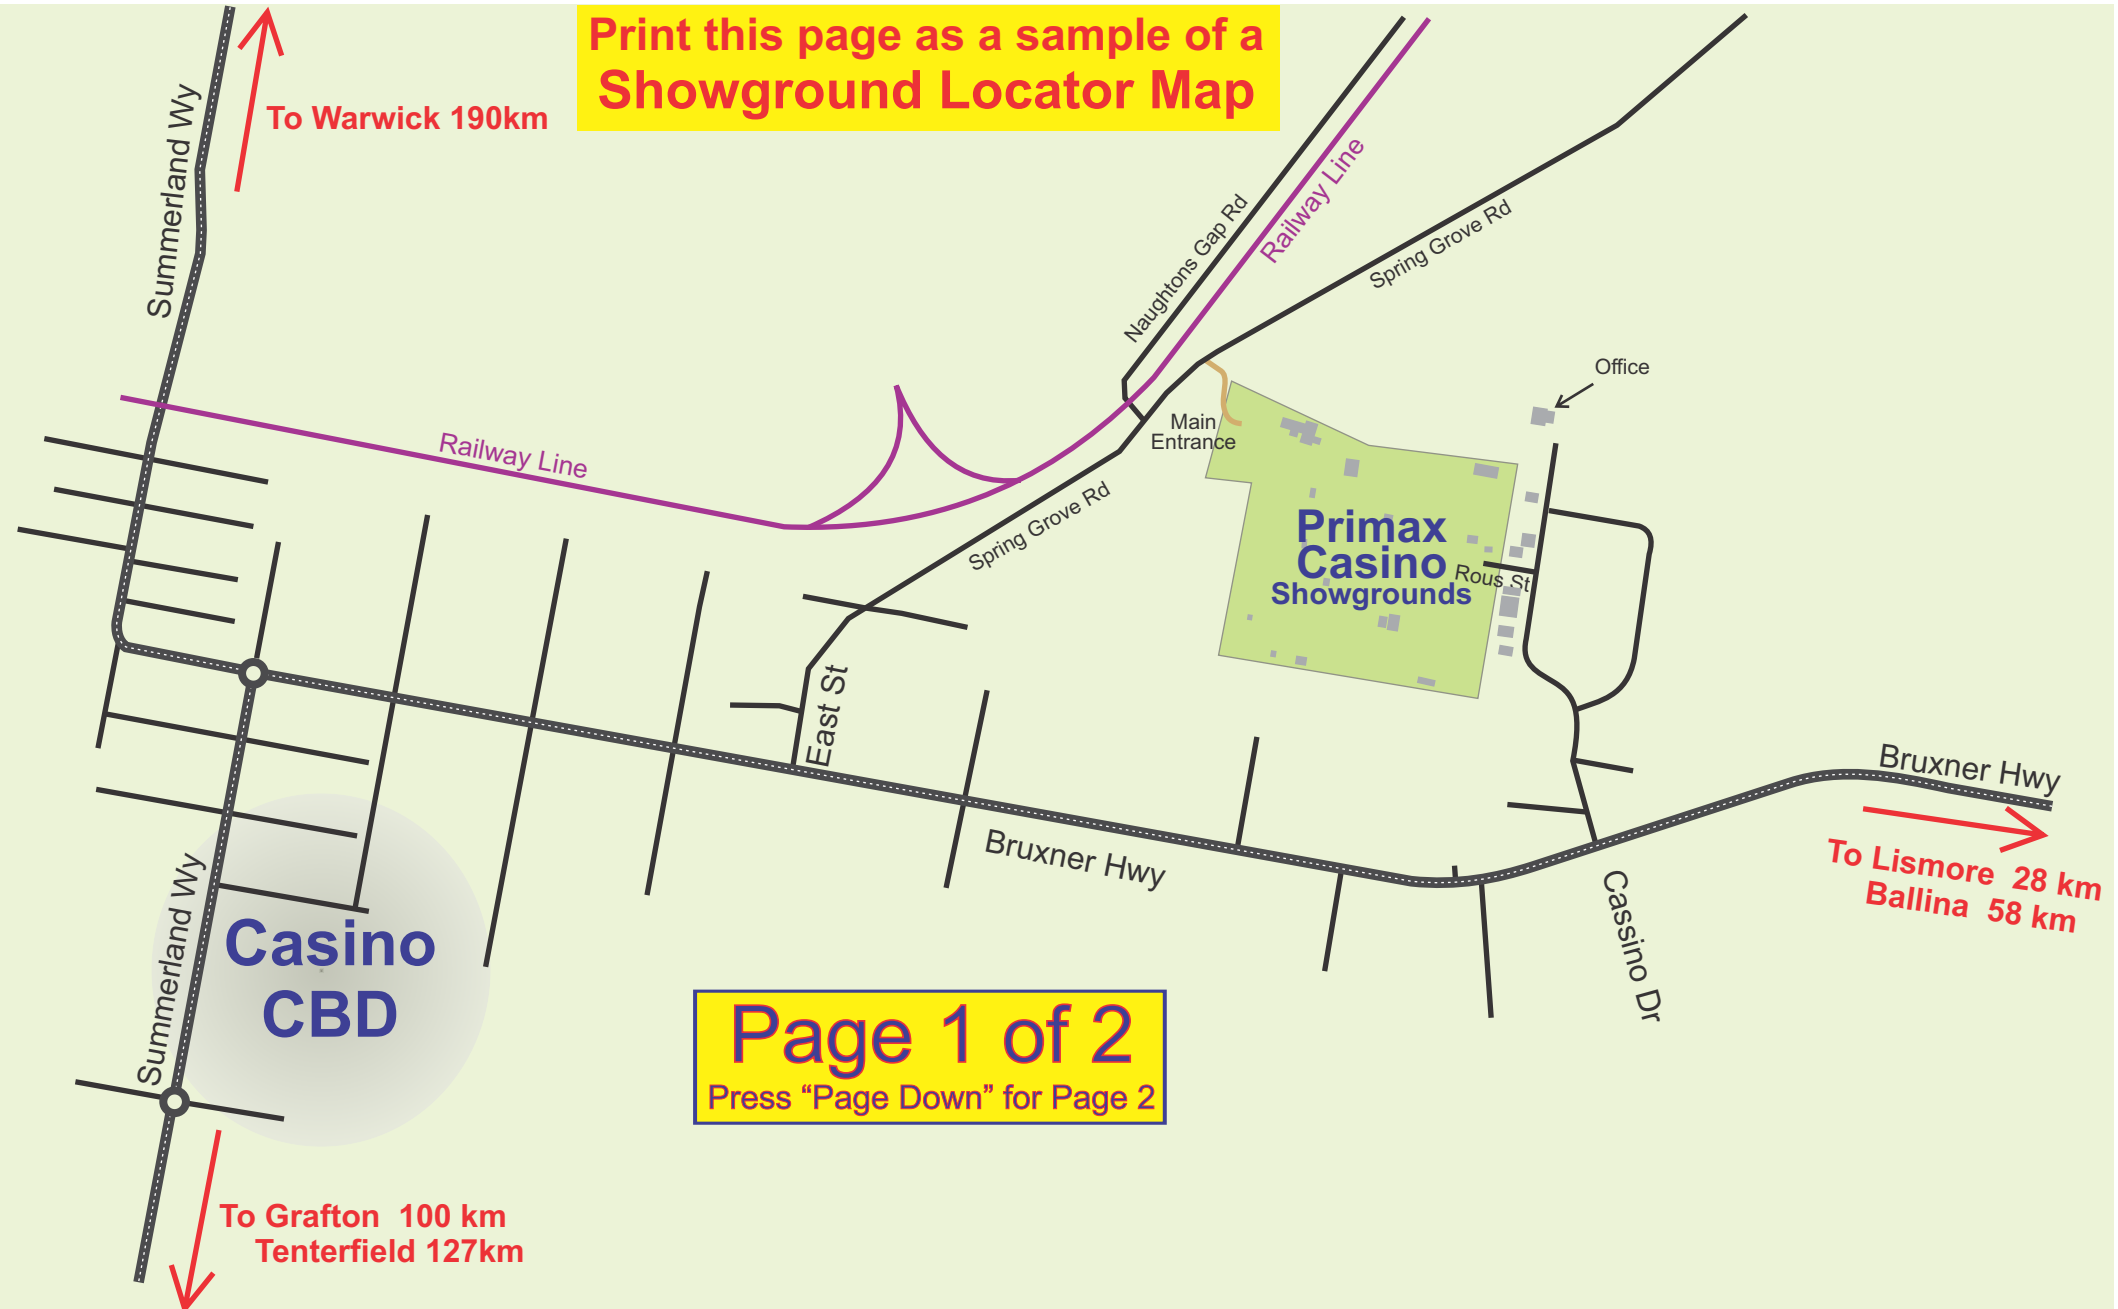 Print this page as a sample of a
Showground Locator Map
To Warwick 190km
Summerland Wy
Naughtons Gap Rd
Railway Line
Spring Grove Rd
Office
Main
Entrance
Railway Line
Spring Grove Rd
Primax
Casino
Showgrounds
Rous St
East St
Bruxner Hwy
Bruxner Hwy
To Lismore  28 km
Ballina  58 km
Cassino Dr
Summerland Wy
Casino
CBD
Page 1 of 2
Press “Page Down” for Page 2
To Grafton  100 km
Tenterfield 127km